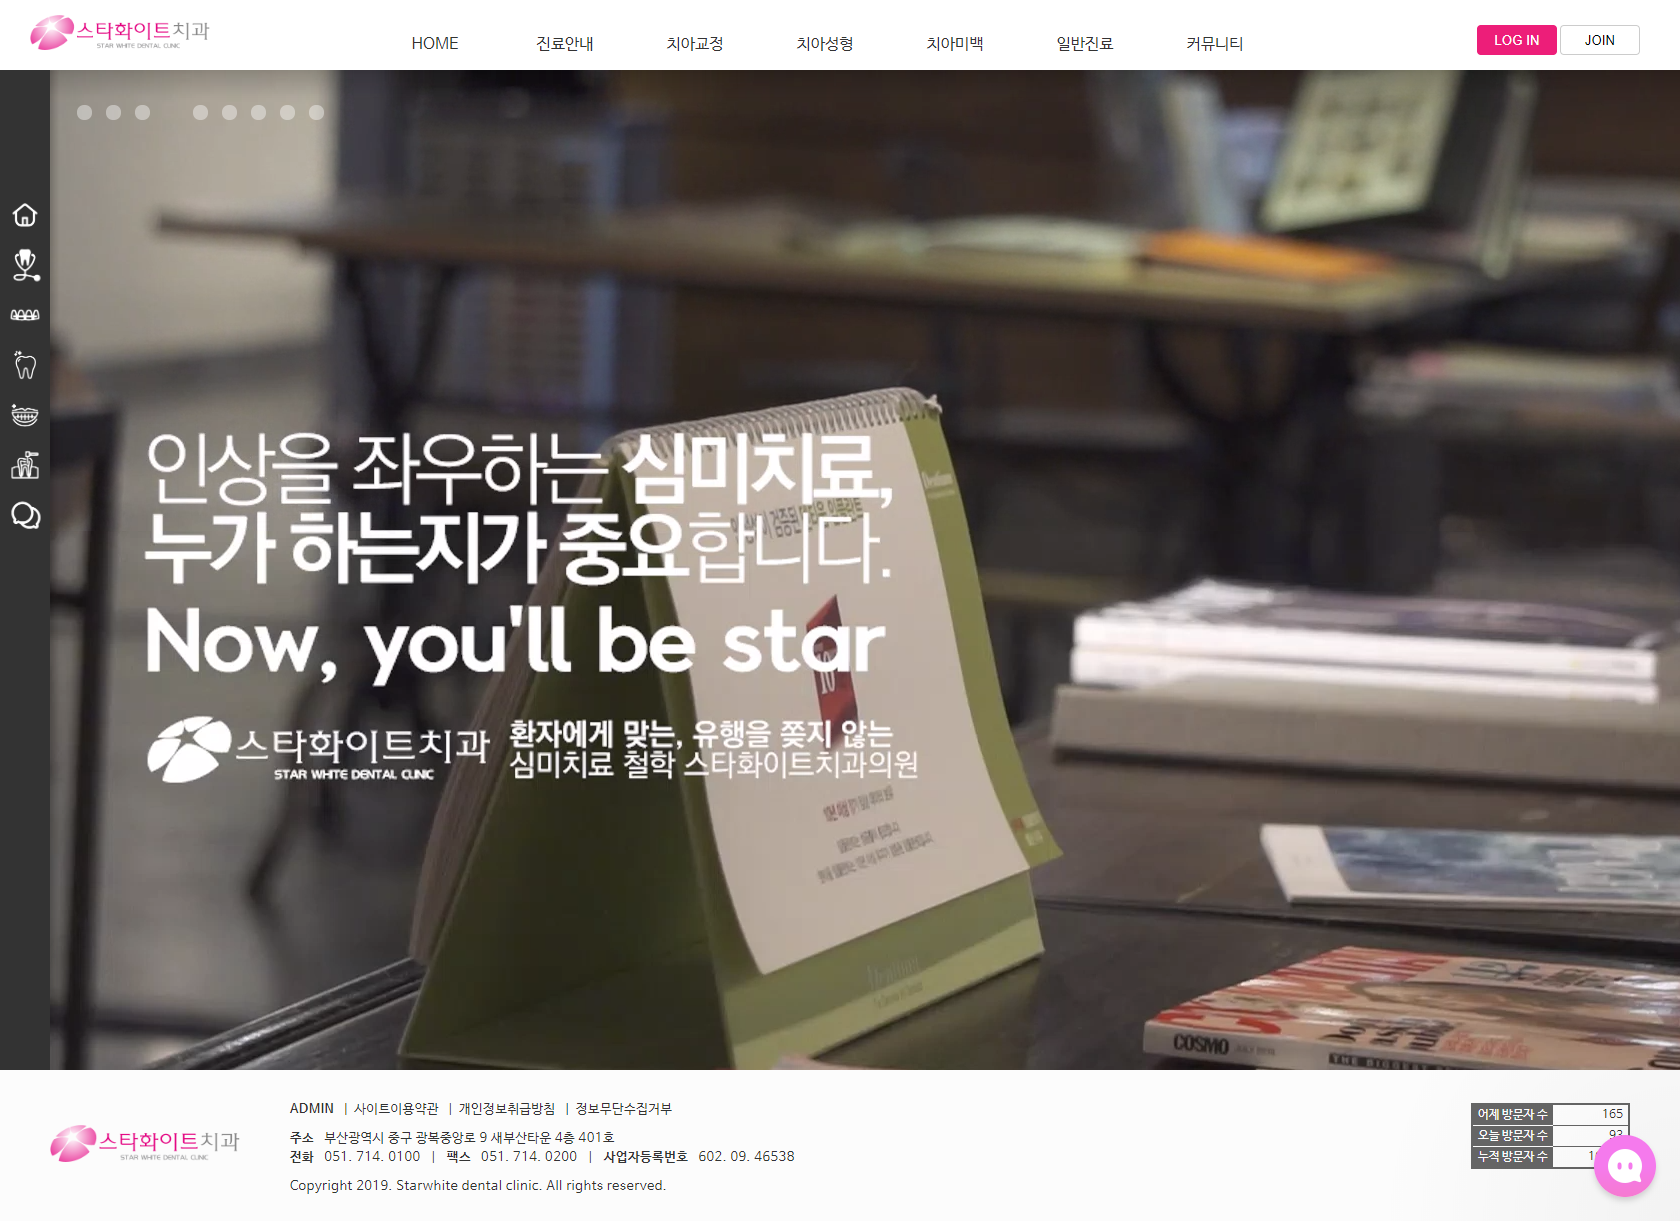 스타화이트치과
STAR WHITE DENTAL CLINIC
HOME 진료안내 치아교정 치아성형 치아미백 일반진료 커뮤니티
LOG IN JOIN
인상을 좌우하는 심미치료,
누가 하는지가 중요합니다.
Now, you'll be star
스타화이트치과
STAR WHITE DENTAL CLINIC
환자에게 맞는, 유행을 쫓지 않는
심미치료 철학 스타화이트치과의원
10
COSMO
스타화이트치과
STAR WHITE DENTAL CLINIC
ADMIN | 사이트이용약관 | 개인정보취급방침 | 정보무단수집거부
주소 부산광역시 중구 광복중앙로 9 새부산타운 4층 401호
전화 051. 714. 0100 | 팩스 051. 714. 0200 | 사업자등록번호 602. 09. 46538
Copyright 2019. Starwhite dental clinic. All rights reserved.
어제 방문자 수 165
오늘 방문자 수 93
누적 방문자 수